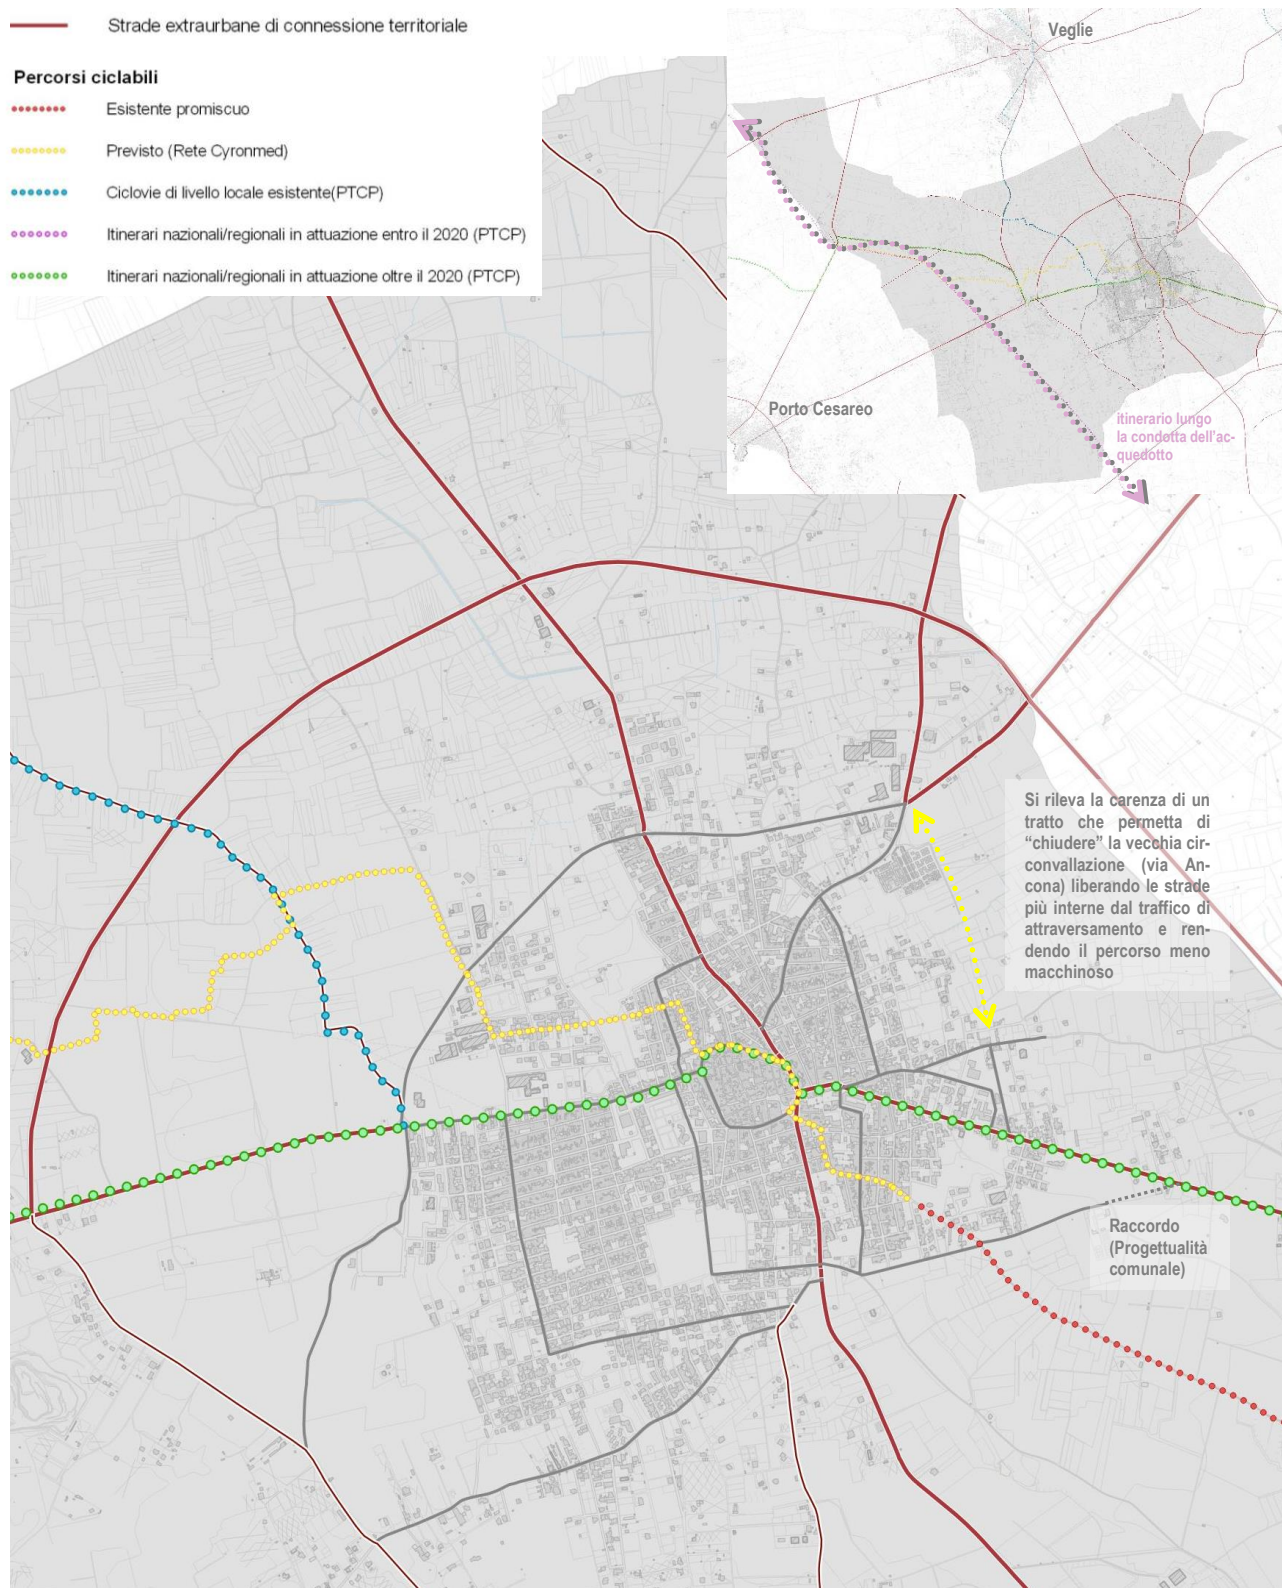 Strade extraurbane di connessione territoriale
Percorsi ciclabili
Esistente promiscuo
Previsto (Rete Cyronmed)
Ciclovie di livello locale esistente(PTCP)
Itinerari nazionali/regionali in attuazione entro il 2020 (PTCP)
Itinerari nazionali/regionali in attuazione oltre il 2020 (PTCP)
Veglie
Porto Cesareo
itinerario lungo
la condotta dell'ac-
quedotto
Si rileva la carenza di un
tratto che permetta di
“chiudere” la vecchia cir-
convallazione (via An-
cona) liberando le strade
più interne dal traffico di
attraversamento e ren-
dendo il percorso meno
macchinoso
Raccordo
(Progettualità
comunale)